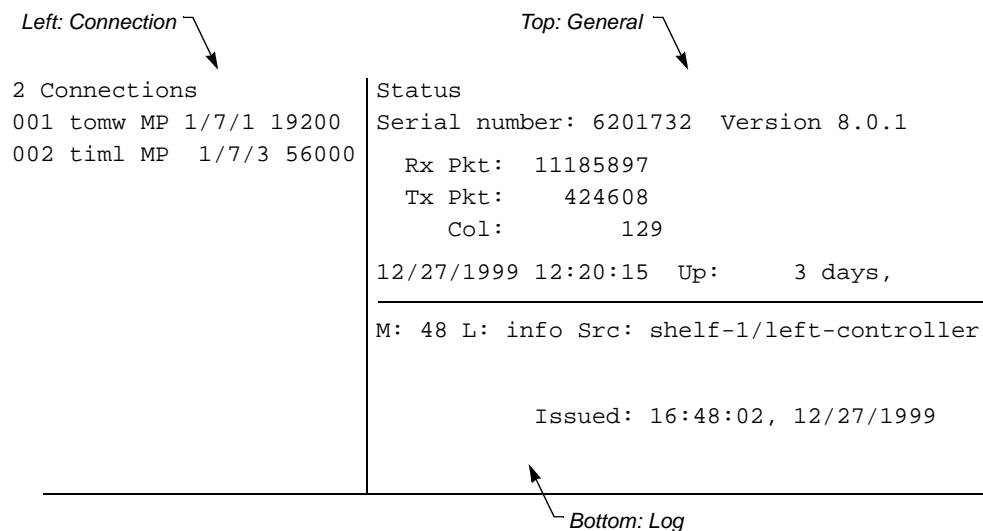 Left: Connection
Top: General
2 Connections
001 tomw MP 1/7/1 19200
002 timl MP 1/7/3 56000
Status
Serial number: 6201732 Version 8.0.1
Rx Pkt: 11185897
Tx Pkt: 424608
Col: 129
12/27/1999 12:20:15 Up: 3 days,
M: 48 L: info Src: shelf-1/left-controller
Issued: 16:48:02, 12/27/1999
Bottom: Log